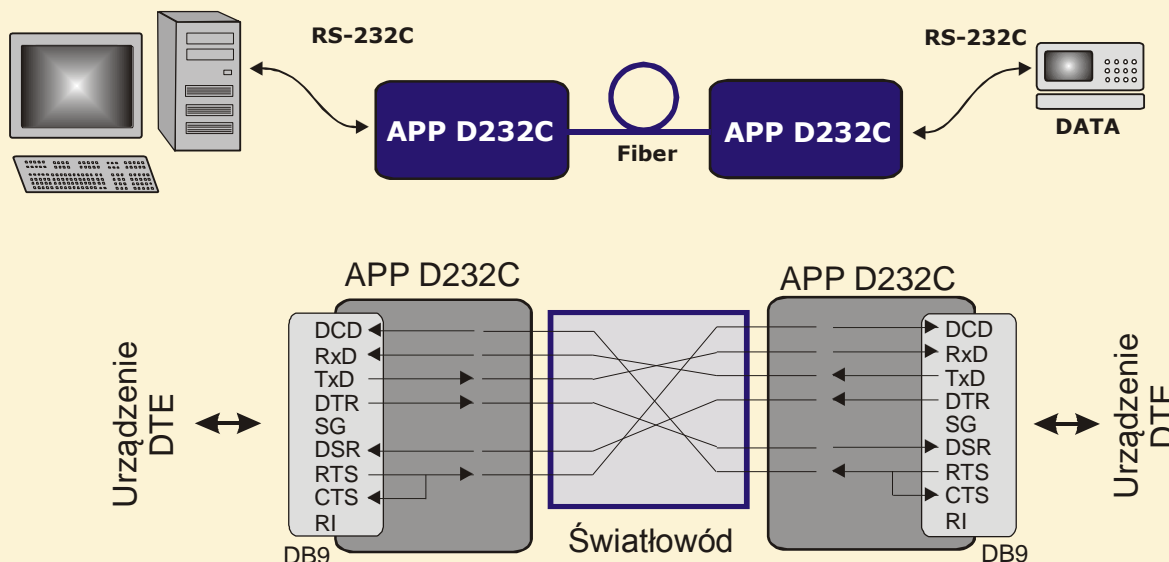 RS-232C
RS-232C
APP D232C
APP D232C
Fiber
DATA
APP D232C
APP D232C
Urządzenie
DTE
DCD
RxD
TxD
DTR
SG
DSR
RTS
CTS
RI
DB9
Światłowód
DCD
RxD
TxD
DTR
SG
DSR
RTS
CTS
RI
DB9
Urządzenie
DTE